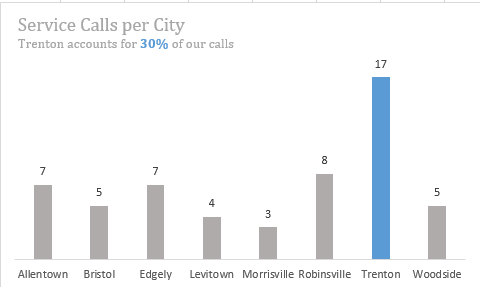 Service Calls per City
Trenton accounts for 30% of our calls
17
8
7
7
5
5
4
3
Allentown Bristol Edgely Levitown Morrisville Robinsville Trenton Woodside